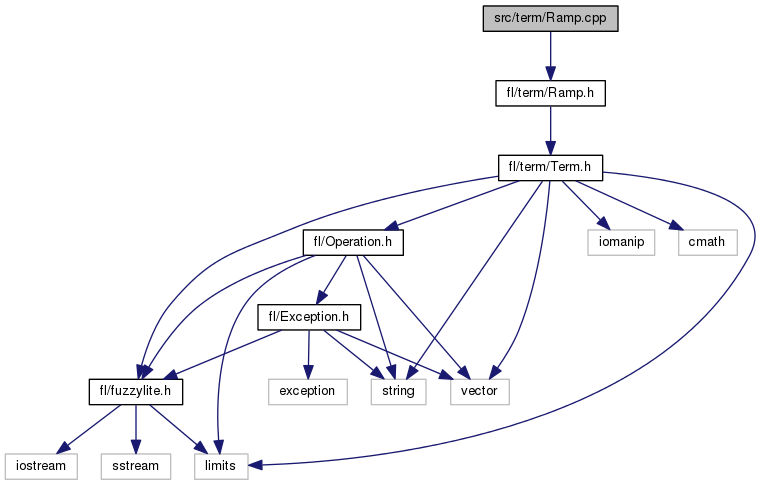 src/term/Ramp.cpp
fl/term/Ramp.h
fl/term/Term.h
fl/Operation.h
iomanip
cmath
fl/Exception.h
fl/fuzzylite.h
exception
string
vector
iostream
sstream
limits